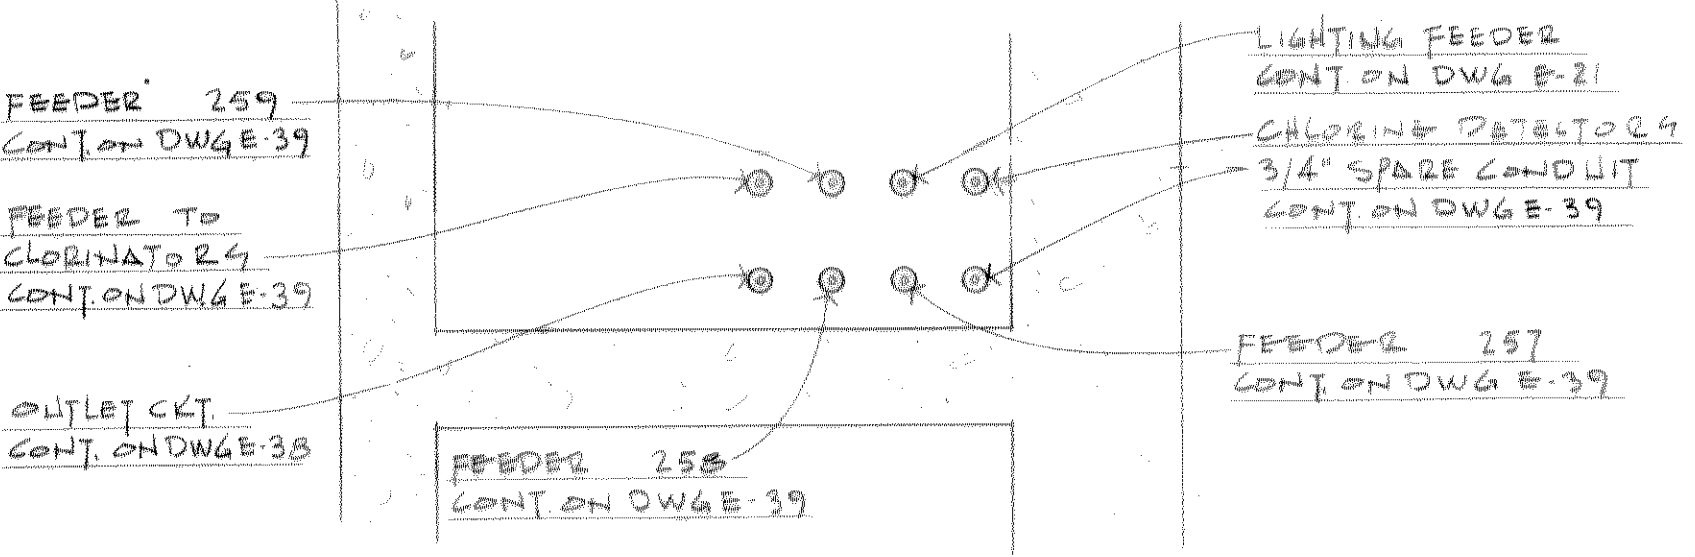 FEEDER 259
CONT. ON DWG E-39
FEEDER TO
CLORINATORS
CONT. ON DWG E-39
OUTLET CKT.
CONT. ON DWG E-38
FEEDER 258
CONT. ON DWG E-39
LIGHTING FEEDER
CONT. ON DWG E-21
CHLORINE DETECTORS
3/4" SPARE CONDUIT
CONT. ON DWG E-39
FEEDER 257
CONT. ON DWG E-39